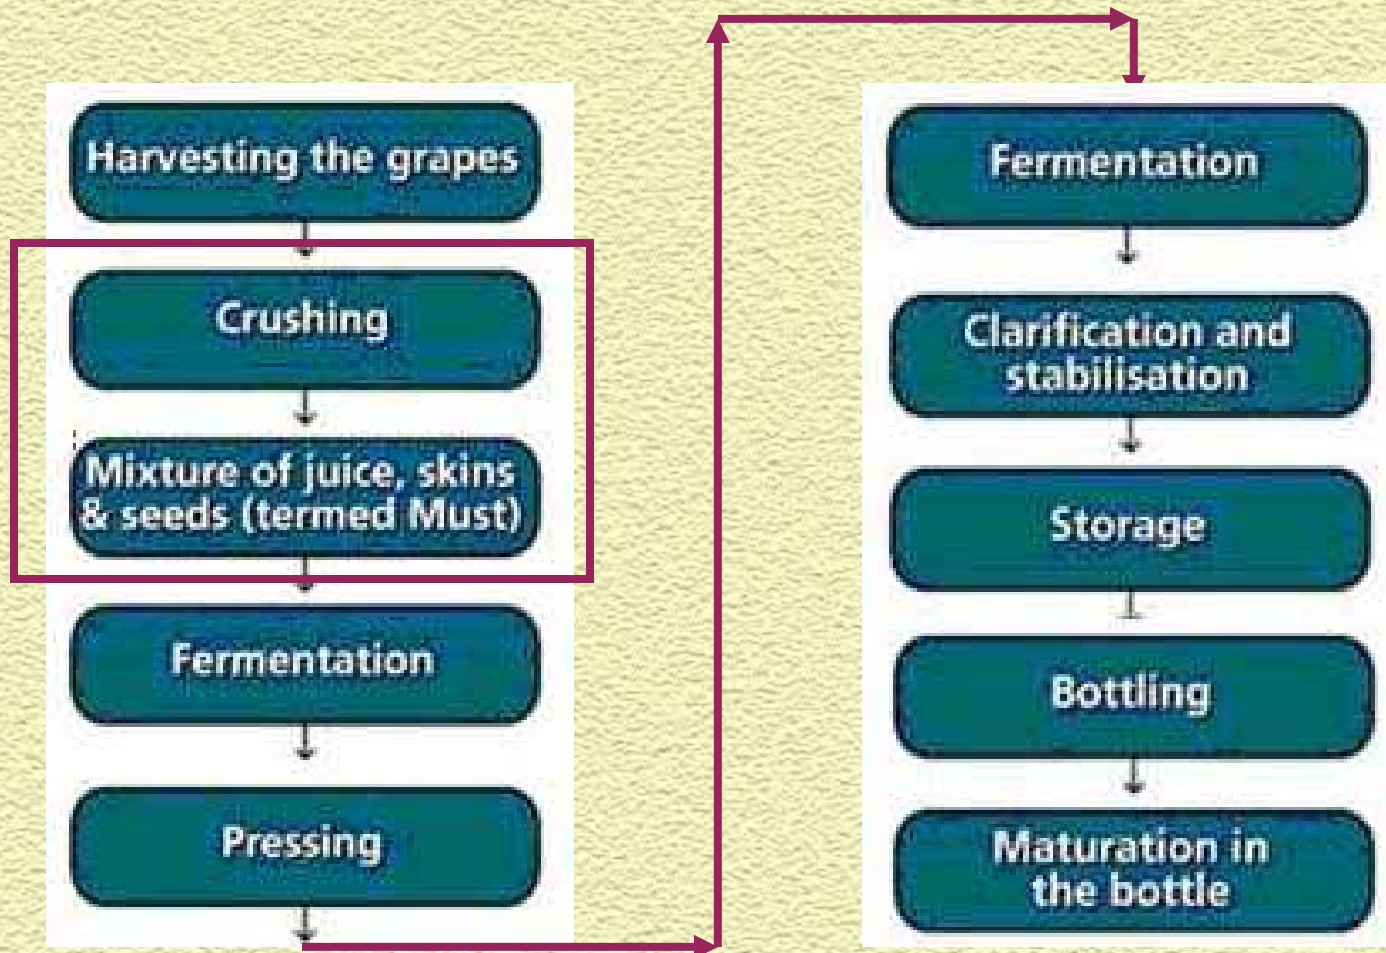 Harvesting the grapes
Crushing
Mixture of juice, skins
& seeds (termed Must)
Fermentation
Pressing
Fermentation
Clarification and
stabilisation
Storage
Bottling
Maturation in
the bottle